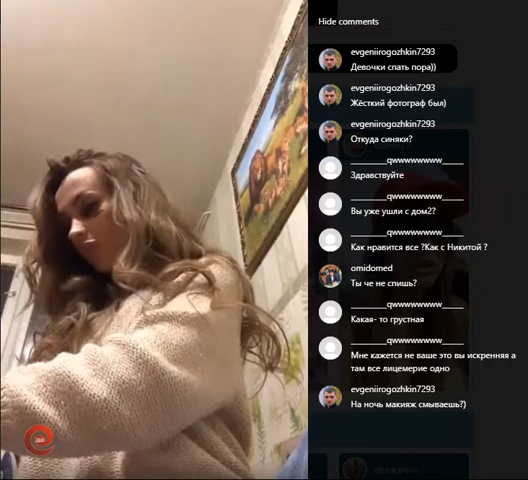 Hide comments
evgeniirogozhkin7293
Девочки спать пора))
evgeniirogozhkin7293
Жёсткий фотограф был)
evgeniirogozhkin7293
Откуда синяки?
________qwwwwwwww_____
Здравствуйте
________qwwwwwwww_____
Вы уже ушли с дом2?
________qwwwwwwww_____
Как нравится все ?Как с Никитой ?
omidomed
Ты че не спишь?
________qwwwwwwww_____
Какая- то грустная
________qwwwwwwww_____
Мне кажется не ваше это вы искренняя а
там все лицемерие одно
evgeniirogozhkin7293
На ночь макияж смываешь?)